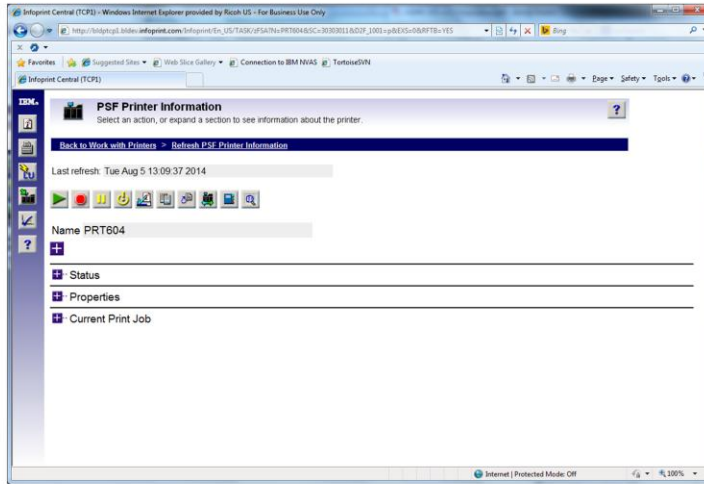 Infoprint Central (TCP1) - Windows Internet Explorer provided by Ricoh US - For Business Use Only
Bing
Favorites Suggested Sites Web Slice Gallery Connection to IBM NVAS TortoiseSVN
Infoprint Central (TCP1)
Page Safety Tools
IBM.
PSF Printer Information
Select an action, or expand a section to see information about the printer.
Back to Work with Printers > Refresh PSF Printer Information
Last refresh: Tue Aug 5 13:09:37 2014
Name PRT604
Status
Properties
Current Print Job
Internet | Protected Mode: Off
100%